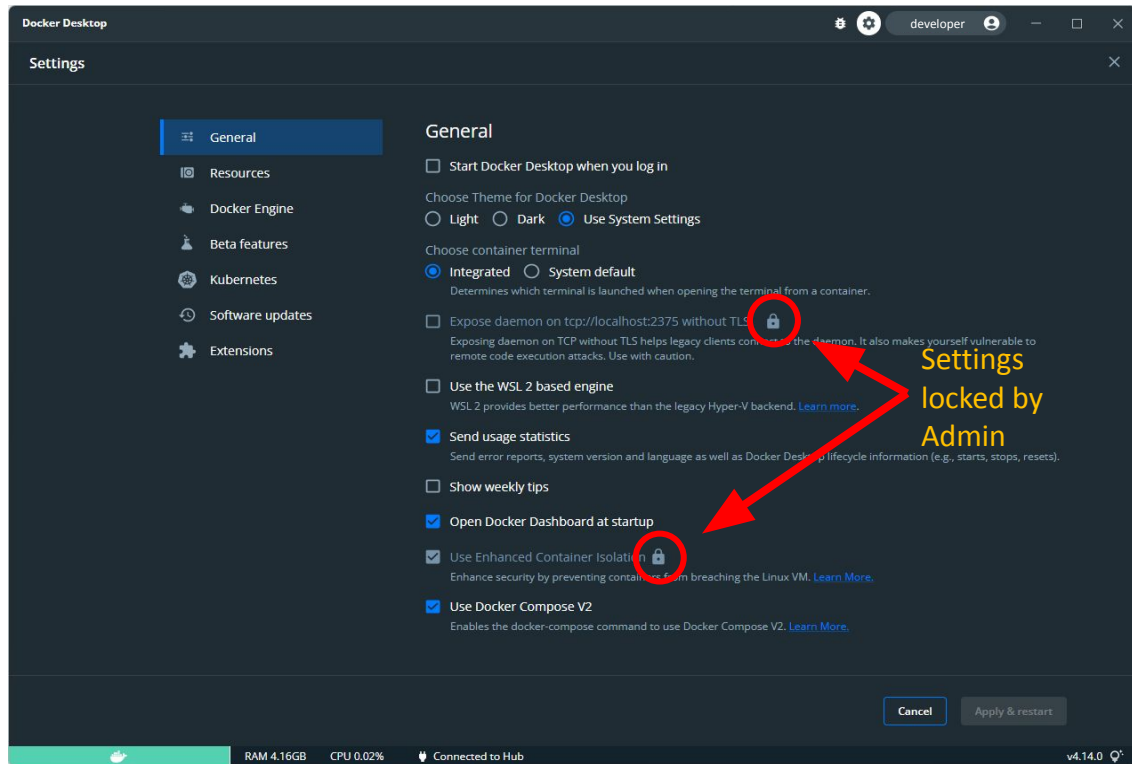 Docker Desktop
developer
Settings
General
Resources
Docker Engine
Beta features
Kubernetes
Software updates
Extensions
General
Start Docker Desktop when you log in
Choose Theme for Docker Desktop
Light Dark Use System Settings
Choose container terminal
Integrated System default
Determines which terminal is launched when opening the terminal from a container.
Expose daemon on tcp://localhost:2375 without TLS
Exposing daemon on TCP without TLS helps legacy clients connect to the daemon. It also makes yourself vulnerable to
remote code execution attacks. Use with caution.
Use the WSL 2 based engine
WSL 2 provides better performance than the legacy Hyper-V backend. Learn more.
Send usage statistics
Send error reports, system version and language as well as Docker Desktop lifecycle information (e.g., starts, stops, resets).
Show weekly tips
Open Docker Dashboard at startup
Use Enhanced Container Isolation
Enhance security by preventing containers from breaching the Linux VM. Learn More.
Use Docker Compose V2
Enables the docker-compose command to use Docker Compose V2. Learn More.
Settings
locked by
Admin
Cancel
Apply & restart
RAM 4.16GB CPU 0.02% Connected to Hub
v4.14.0